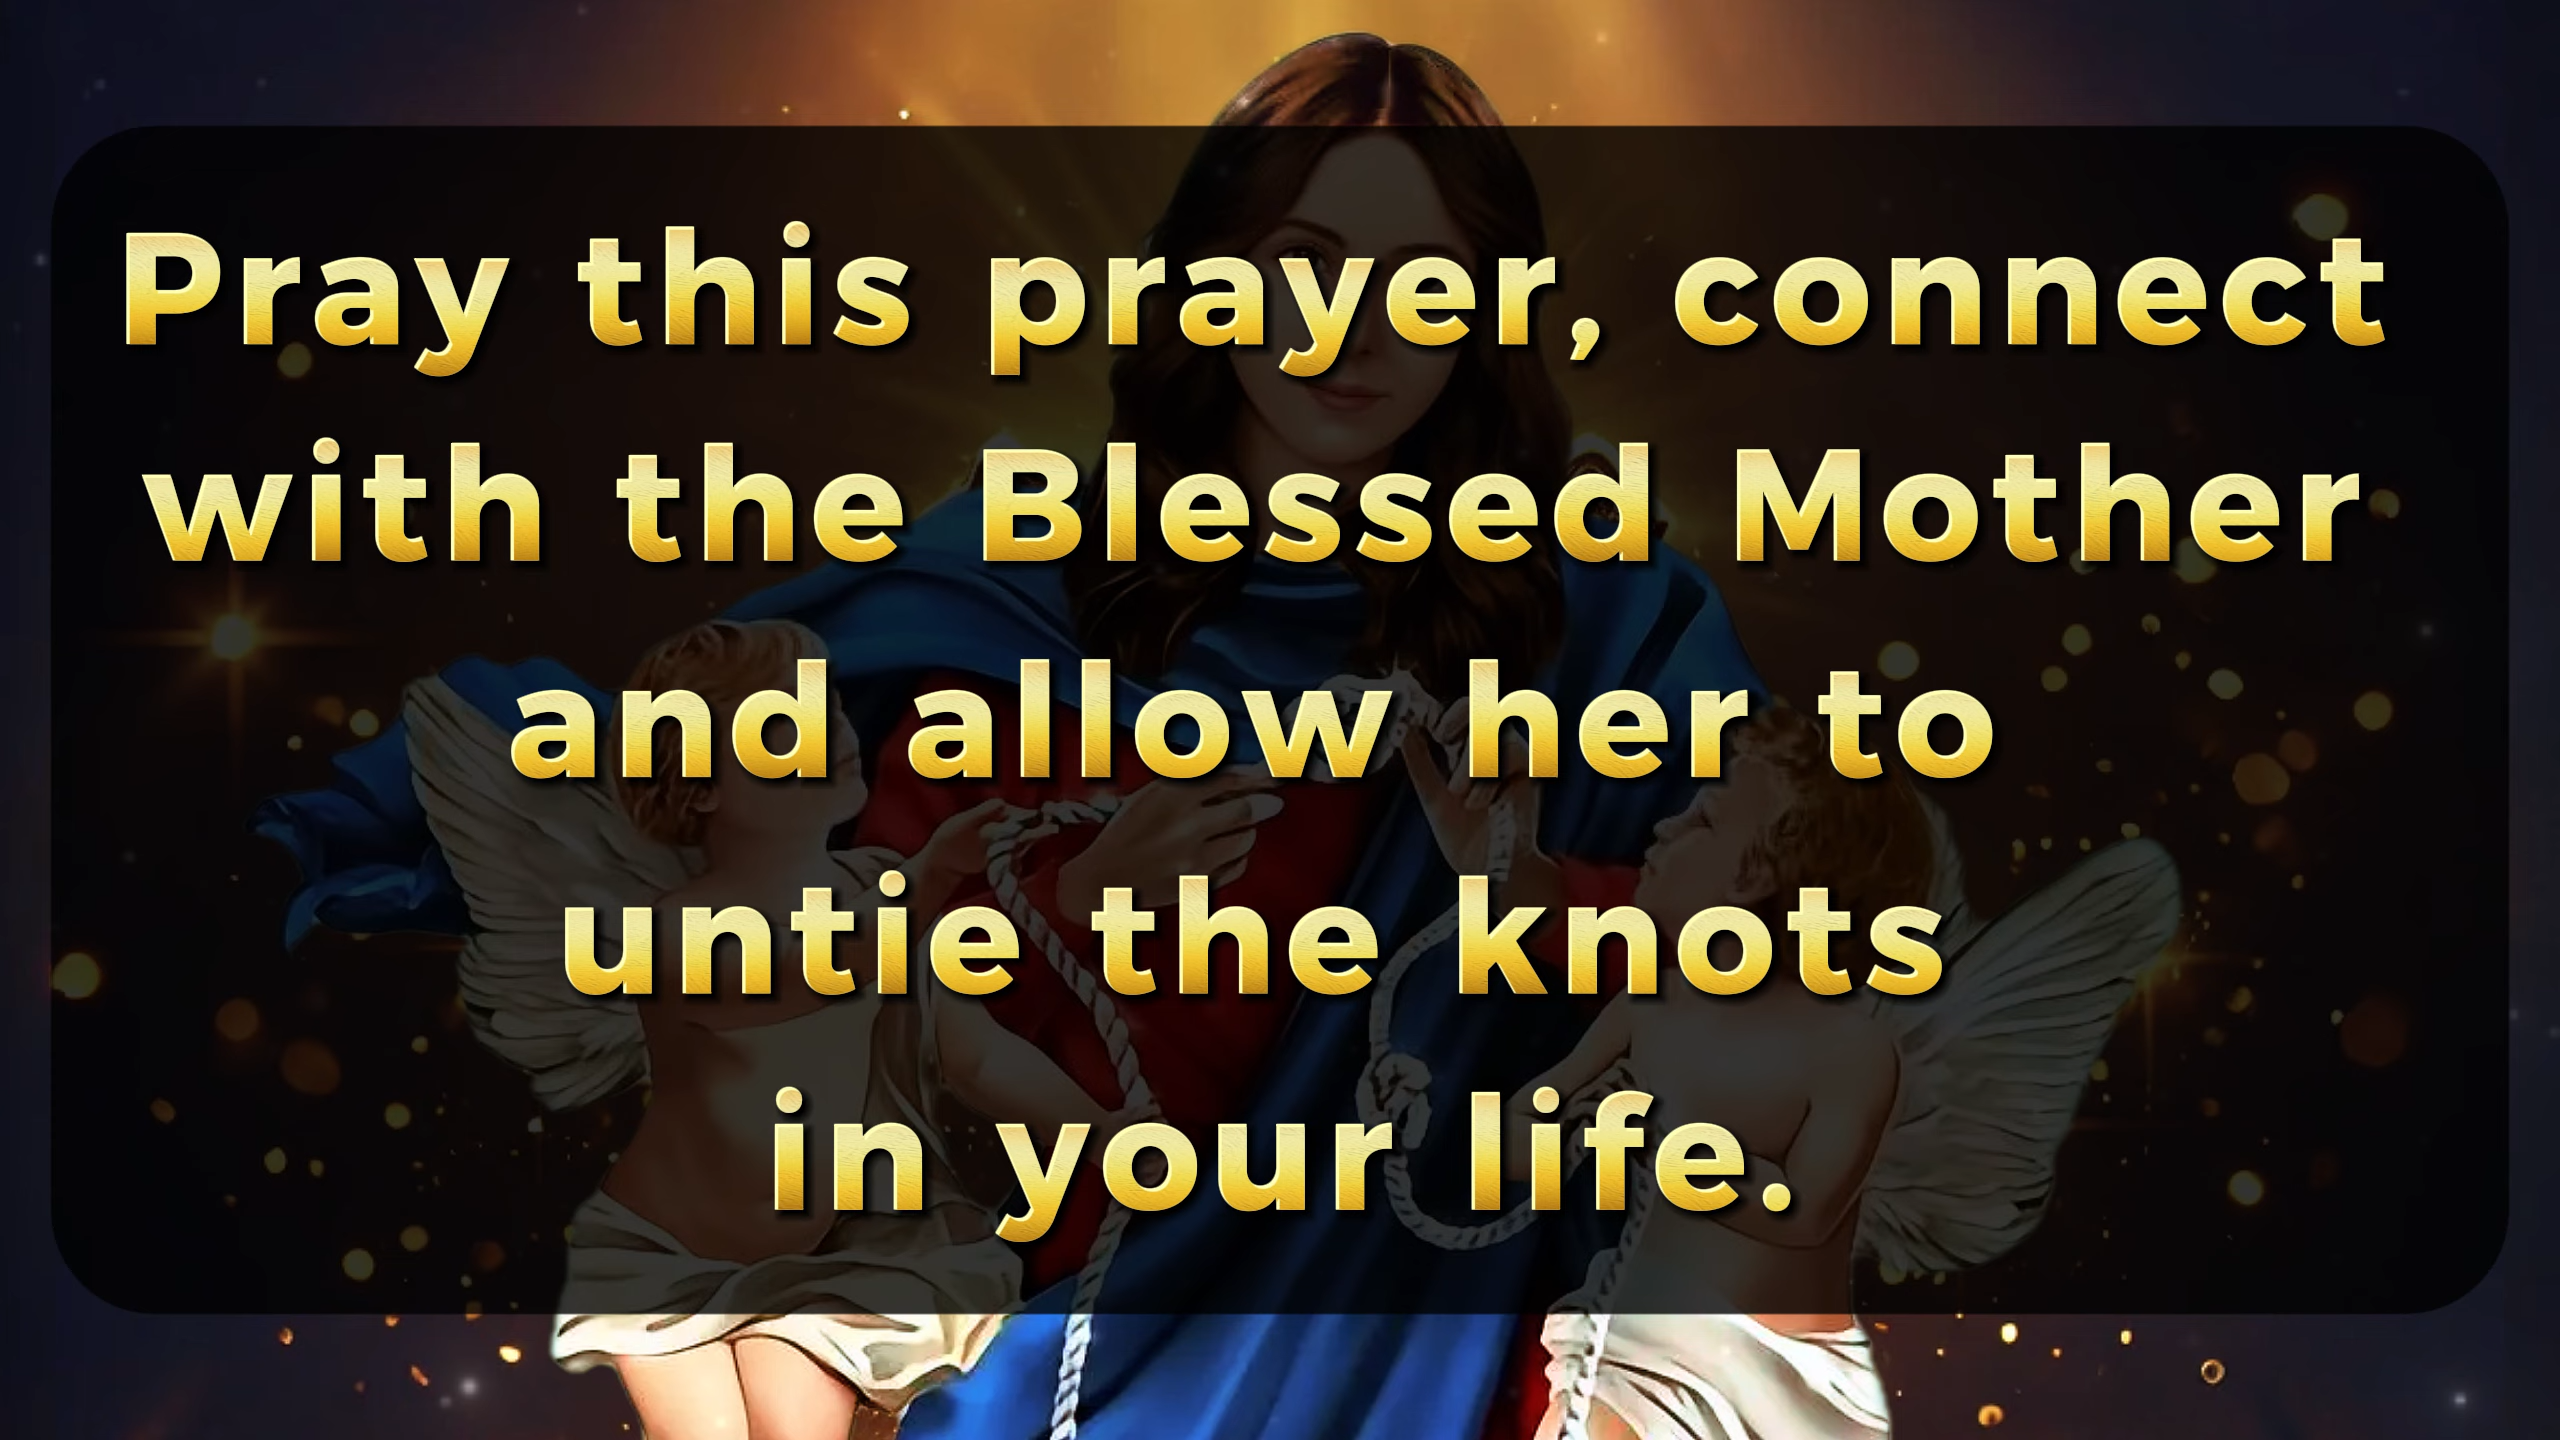 Pray this prayer, connect
with the Blessed Mother
and allow her to
untie the knots
in your life.